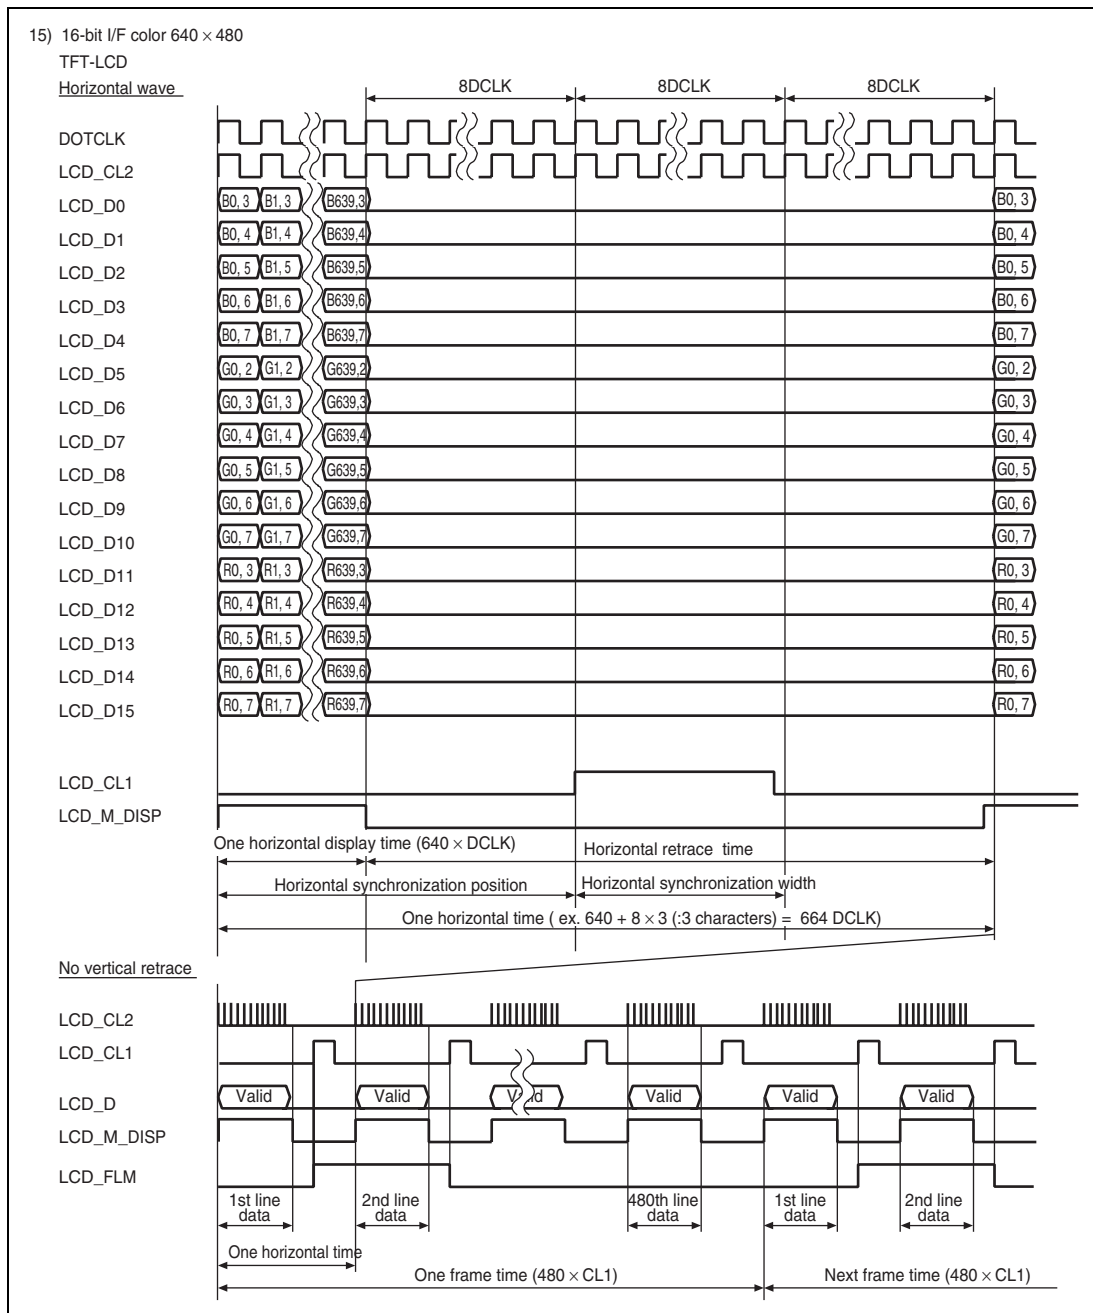 15) 16-bit I/F color 640 × 480
TFT-LCD
Horizontal wave
8DCLK 8DCLK 8DCLK
DOTCLK
LCD_CL2
LCD_D0 B0, 3 B1, 3 B639,3 B0, 3
LCD_D1 B0, 4 B1, 4 B639,4 B0, 4
LCD_D2 B0, 5 B1, 5 B639,5 B0, 5
LCD_D3 B0, 6 B1, 6 B639,6 B0, 6
LCD_D4 B0, 7 B1, 7 B639,7 B0, 7
LCD_D5 G0, 2 G1, 2 G639,2 G0, 2
LCD_D6 G0, 3 G1, 3 G639,3 G0, 3
LCD_D7 G0, 4 G1, 4 G639,4 G0, 4
LCD_D8 G0, 5 G1, 5 G639,5 G0, 5
LCD_D9 G0, 6 G1, 6 G639,6 G0, 6
LCD_D10 G0, 7 G1, 7 G639,7 G0, 7
LCD_D11 R0, 3 R1, 3 R639,3 R0, 3
LCD_D12 R0, 4 R1, 4 R639,4 R0, 4
LCD_D13 R0, 5 R1, 5 R639,5 R0, 5
LCD_D14 R0, 6 R1, 6 R639,6 R0, 6
LCD_D15 R0, 7 R1, 7 R639,7 R0, 7
LCD_CL1
LCD_M_DISP
One horizontal display time (640 × DCLK) Horizontal retrace time
Horizontal synchronization position Horizontal synchronization width
One horizontal time ( ex. 640 + 8 × 3 (:3 characters) = 664 DCLK)
No vertical retrace
LCD_CL2
LCD_CL1
LCD_D Valid Valid Valid Valid Valid Valid
LCD_M_DISP
LCD_FLM
1st line data 2nd line data 480th line data 1st line data 2nd line data
One horizontal time
One frame time (480 × CL1) Next frame time (480 × CL1)